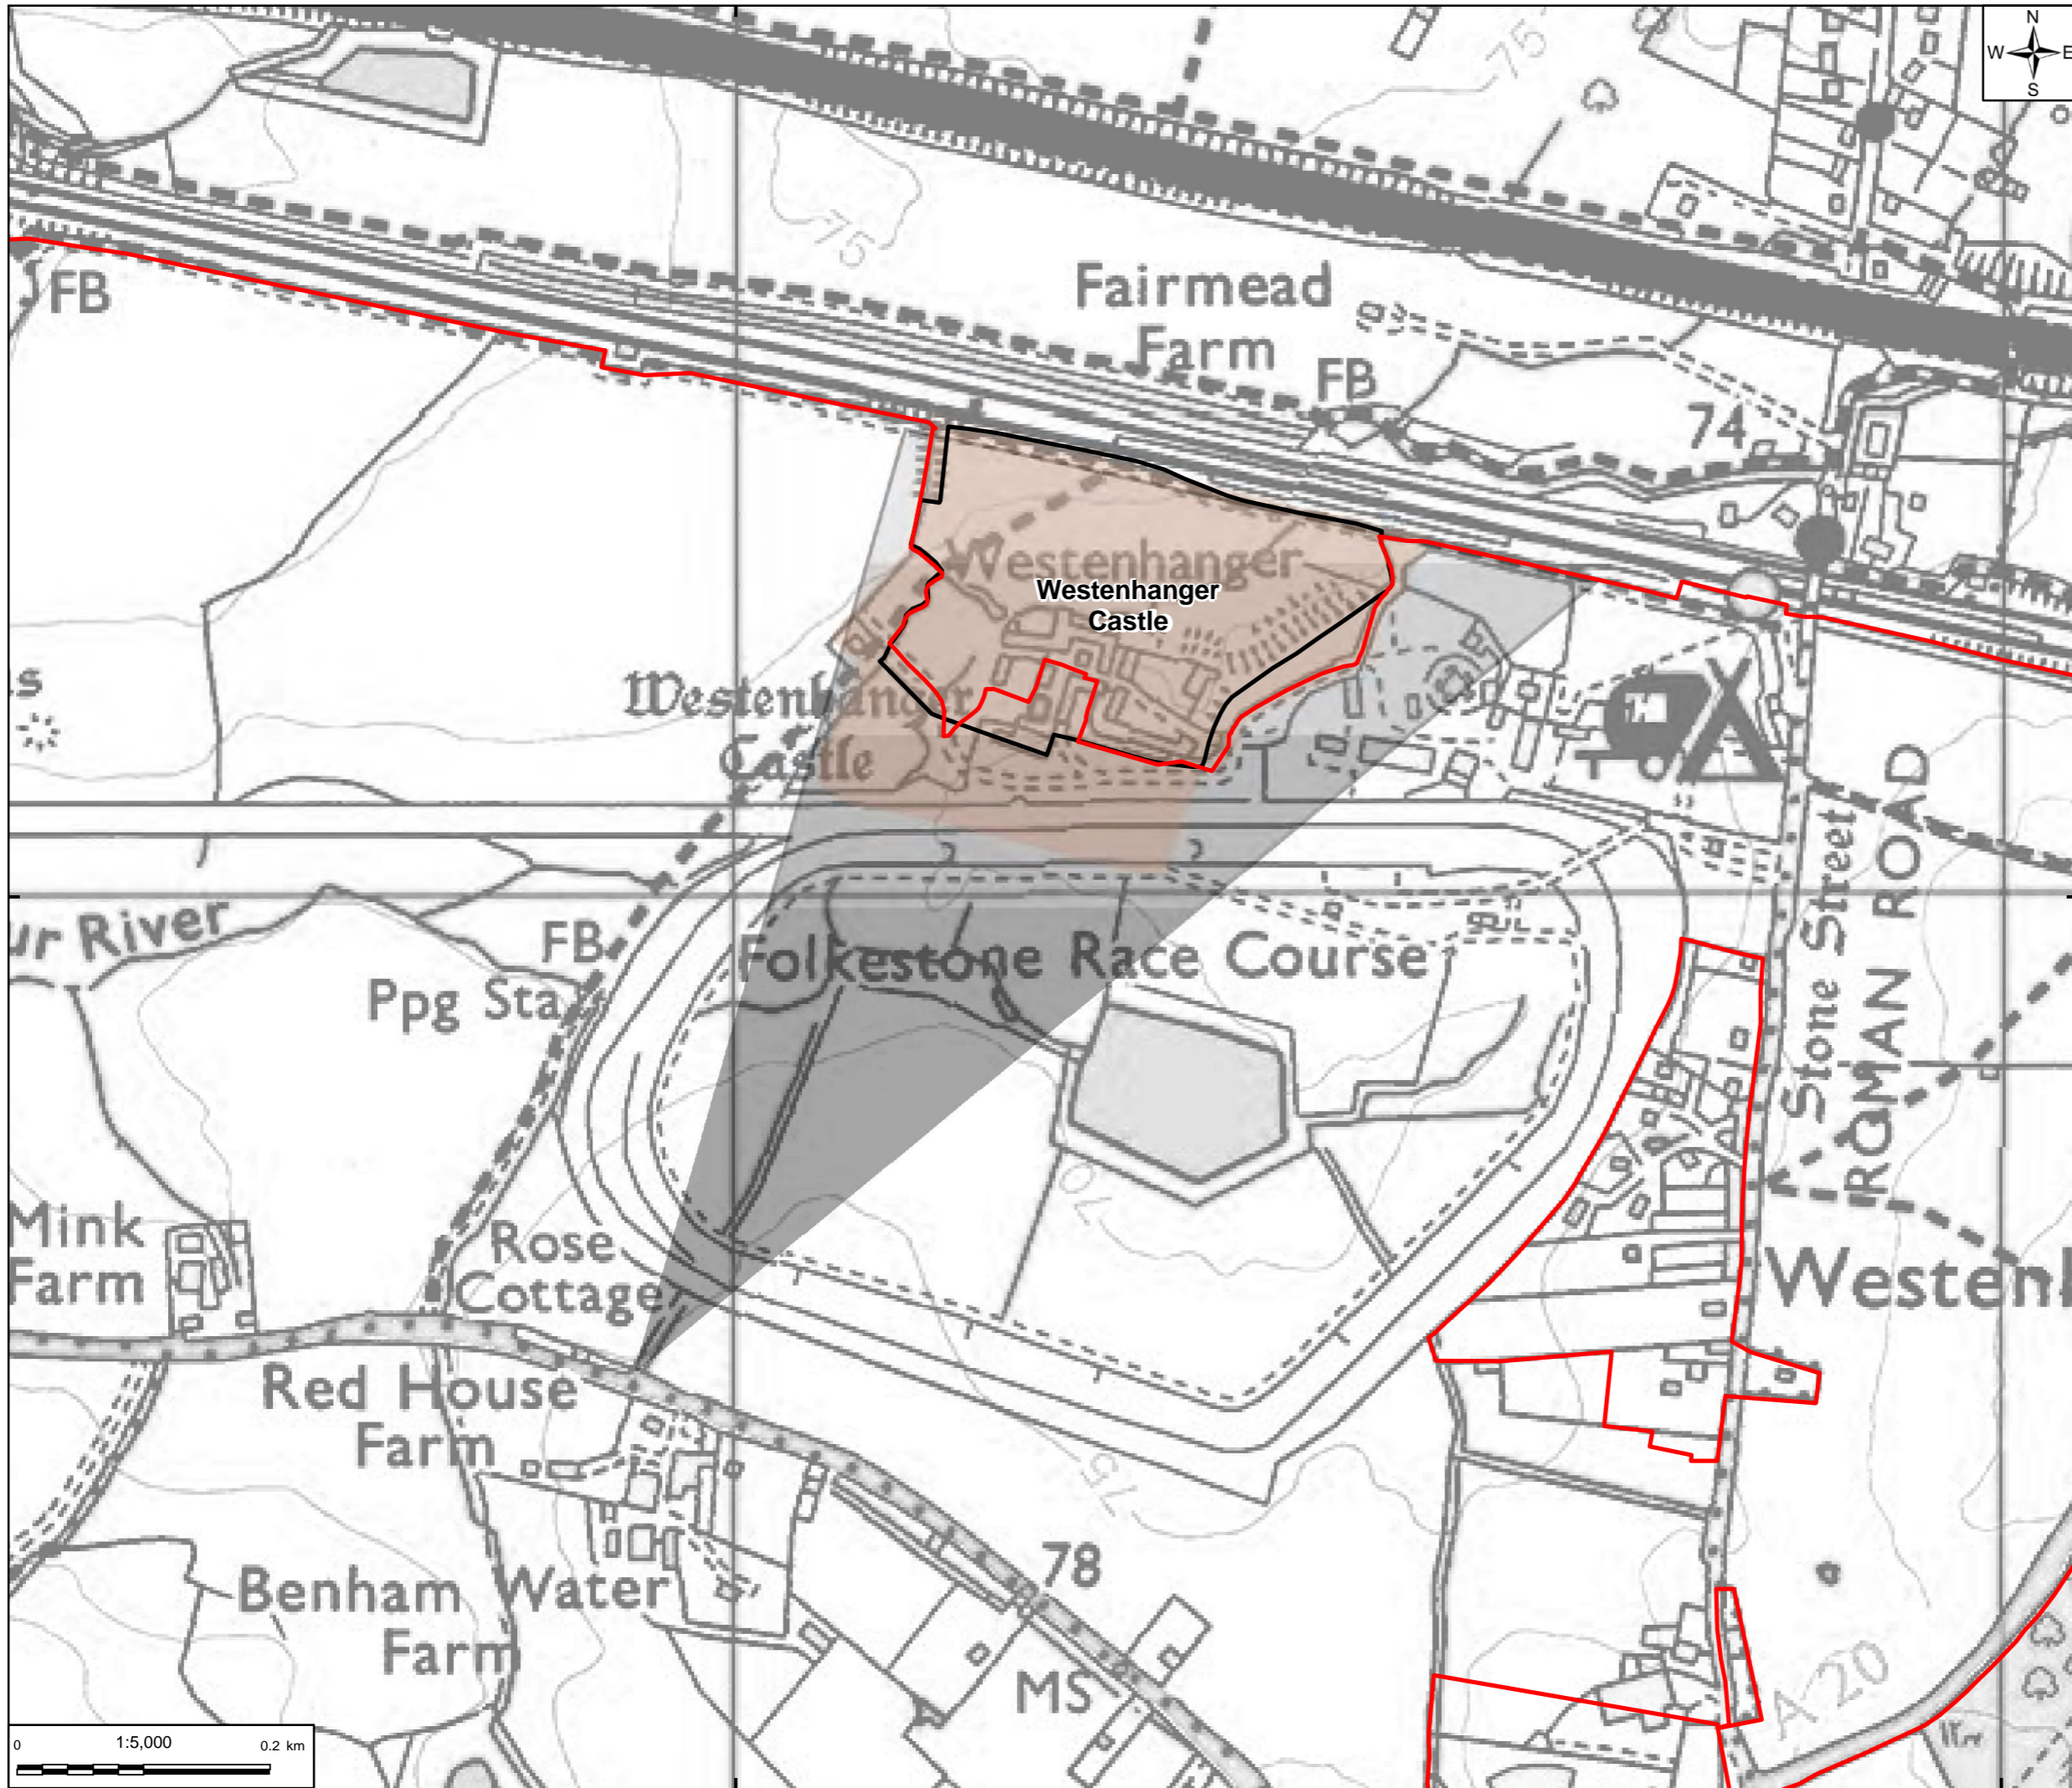 N
W E
S
75
75
Fairmead
Farm
FB
FB
74
Westenhanger
Westenhanger
Castle
Westenhanger
Castle
s
ur River
FB
Ppg Sta
Folkestone Race Course
Stone Street
ROMAN ROAD
70
Mink
Farm
Rose
Cottage
Westenh
Red House
Farm
75
78
Benham Water
Farm
MS
A 20
0 1:5,000 0.2 km